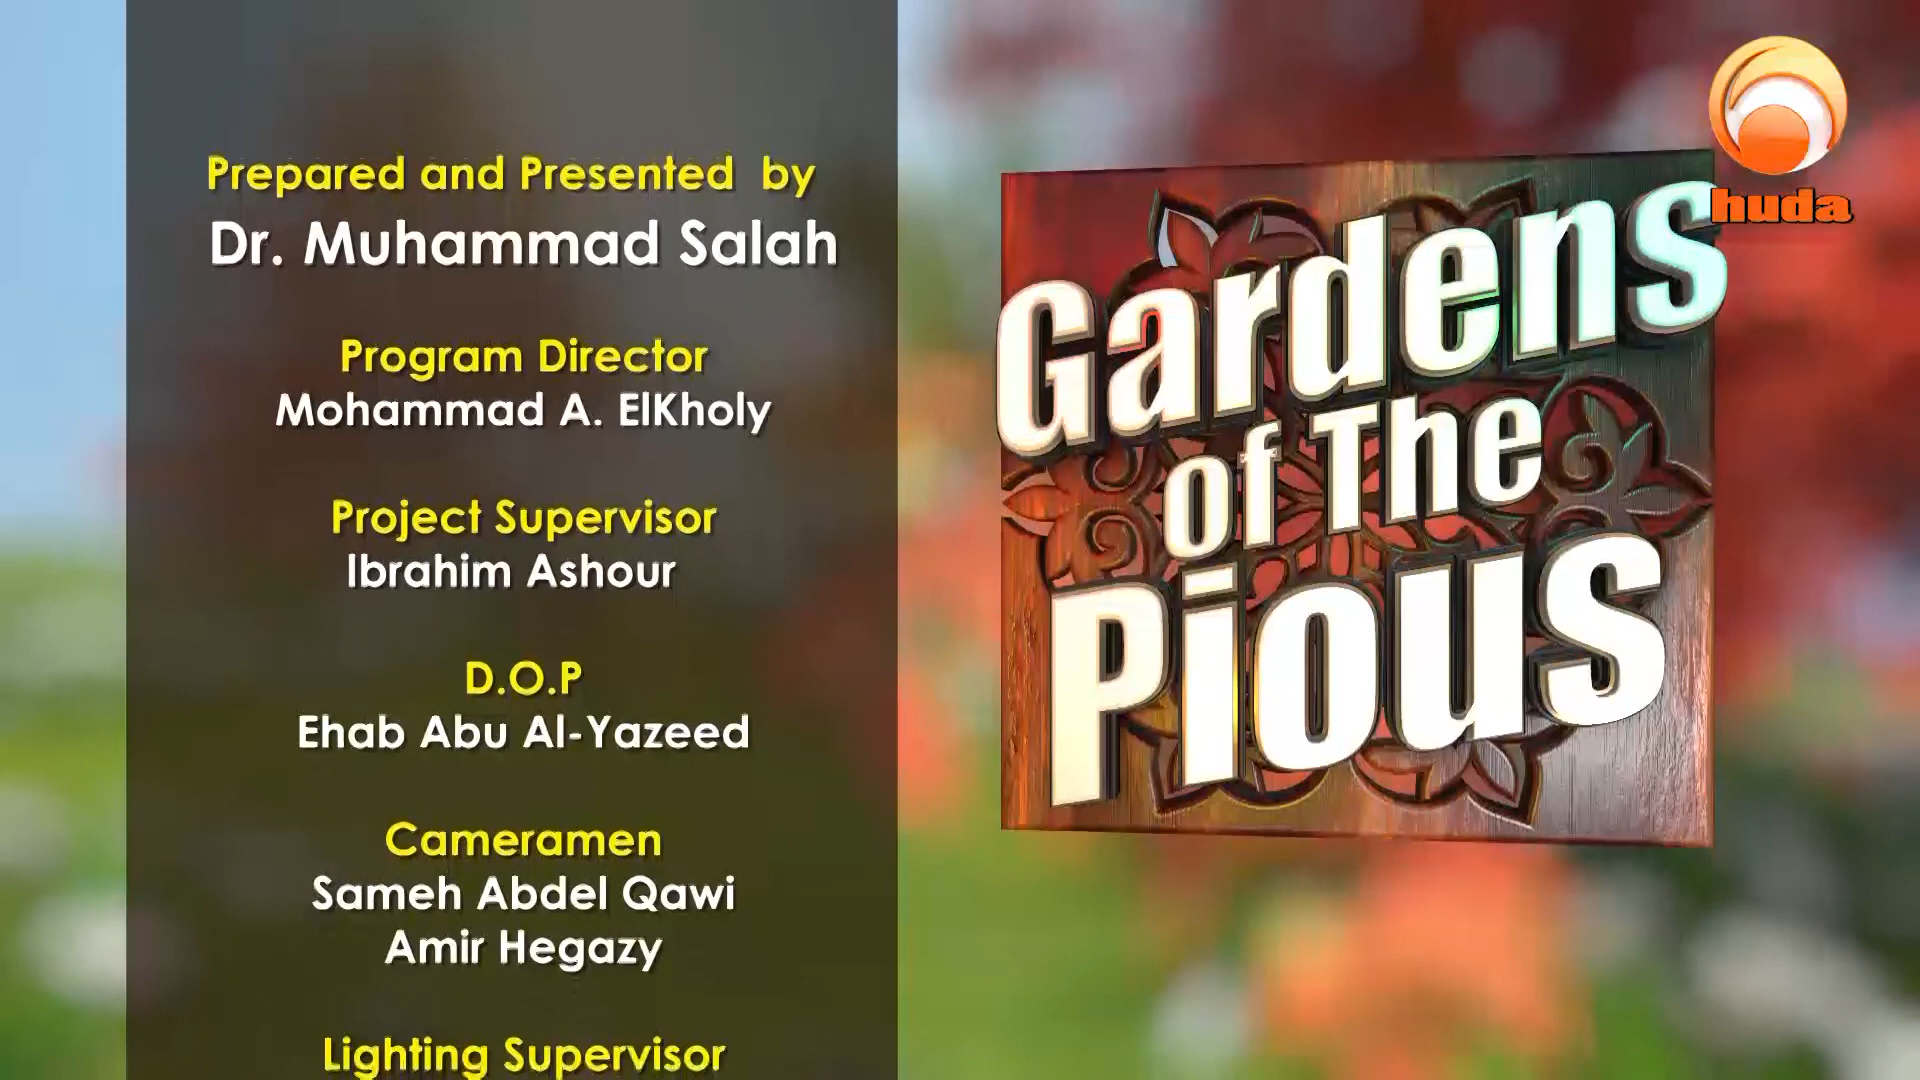 Prepared and Presented by
Dr. Muhammad Salah
Program Director
Mohammad A. ElKholy
Project Supervisor
Ibrahim Ashour
D.O.P
Ehab Abu Al-Yazeed
Cameramen
Sameh Abdel Qawi
Amir Hegazy
Lighting Supervisor
Gardens
of The
Pious
huda